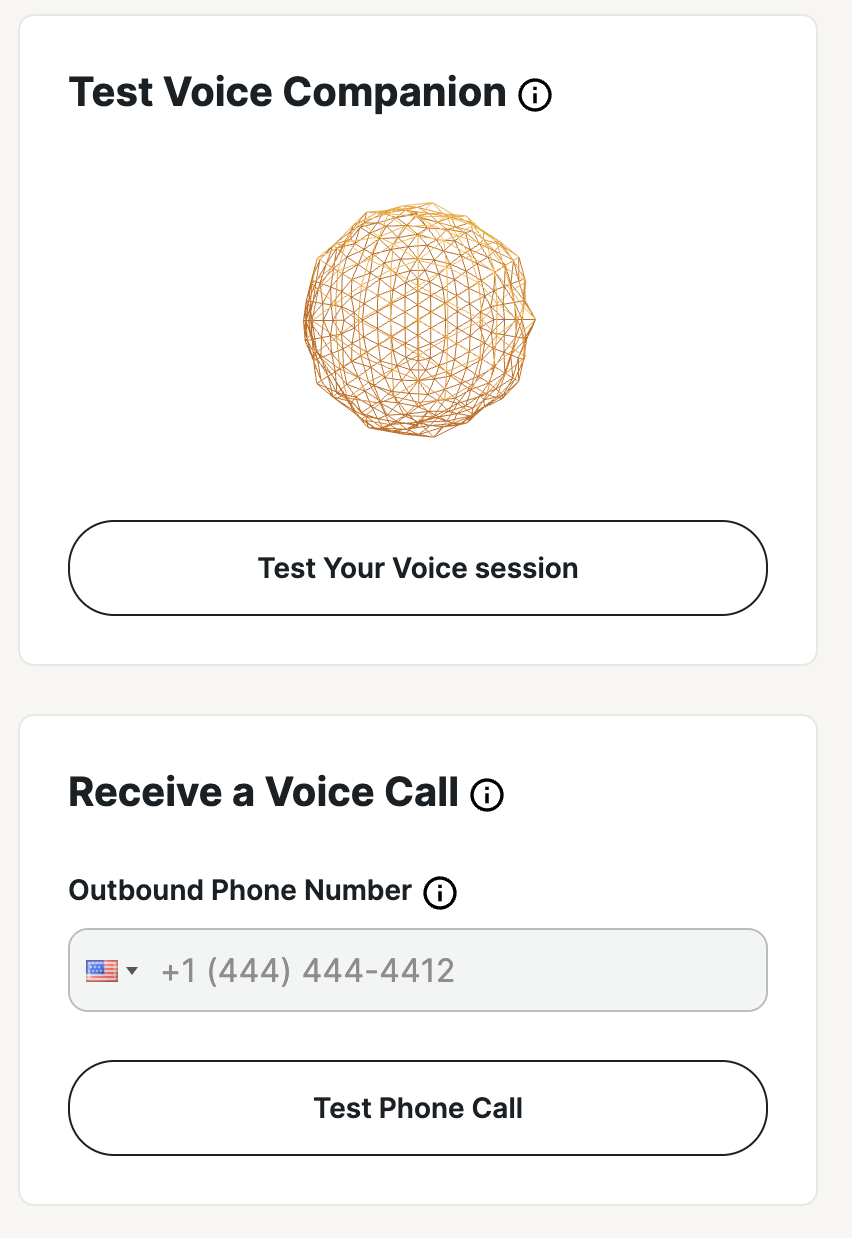 Test Voice Companion
Test Your Voice session
Receive a Voice Call
Outbound Phone Number
+1 (444) 444-4412
Test Phone Call